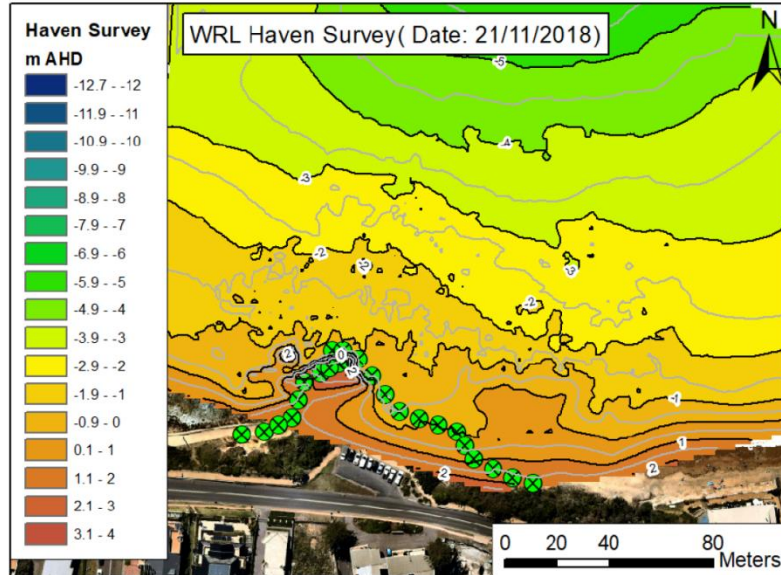 Haven Survey
m AHD
-12.7 - -12
-11.9 - -11
-10.9 - -10
-9.9 - -9
-8.9 - -8
-7.9 - -7
-6.9 - -6
-5.9 - -5
-4.9 - -4
-3.9 - -3
-2.9 - -2
-1.9 - -1
-0.9 - 0
0.1 - 1
1.1 - 2
2.1 - 3
3.1 - 4
WRL Haven Survey( Date: 21/11/2018)
N
-5
-4
-3
-2
-2
-3
-2
2
0
2
-1
1
2
2
0 20 40 80
Meters